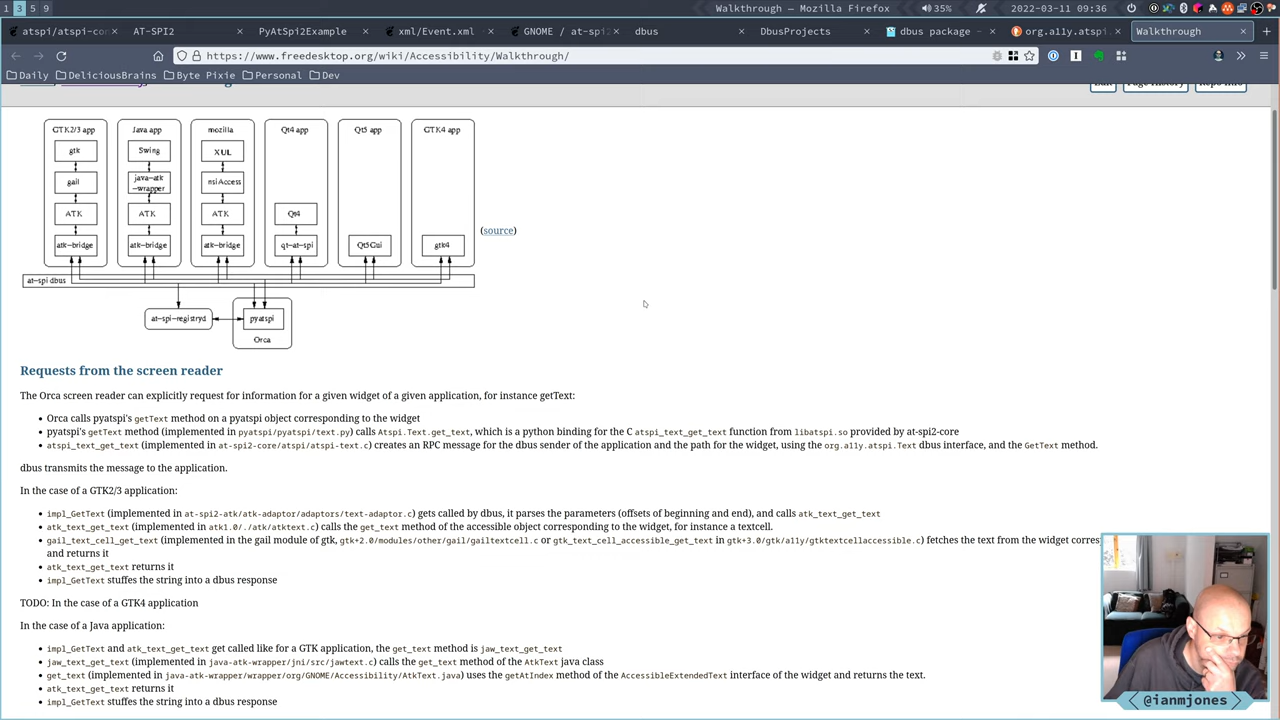 1 3 5 9 Walkthrough — Mozilla Firefox 35% 2022-03-11 09:36
atspi/atspi-con AT-SPI2 PyAtSpi2Example xml/Event.xml GNOME / at-spi dbus DbusProjects dbus package - org.a11y.atspi. Walkthrough
https://www.freedesktop.org/wiki/Accessibility/Walkthrough/
Daily DeliciousBrains Byte Pixie Personal Dev
Edit Page History Repo Info
GTK2/3 app Java app mozilla Qt4 app Qt5 app GTK4 app
gtk Swing XUL
gail java-atk-wrapper nsiAccess
ATK ATK ATK Qt4
atk-bridge atk-bridge atk-bridge qt-at-spi Qt5Gui gtk4
(source)
at-spi dbus
at-spi-registryd pyatspi
Orca
Requests from the screen reader
The Orca screen reader can explicitly request for information for a given widget of a given application, for instance getText:
• Orca calls pyatspi's getText method on a pyatspi object corresponding to the widget
• pyatspi's getText method (implemented in pyatspi/pyatspi/text.py) calls Atspi.Text.get_text, which is a python binding for the C atspi_text_get_text function from libatspi.so provided by at-spi2-core
• atspi_text_get_text (implemented in at-spi2-core/atspi/atspi-text.c) creates an RPC message for the dbus sender of the application and the path for the widget, using the org.a11y.atspi.Text dbus interface, and the GetText method.
dbus transmits the message to the application.
In the case of a GTK2/3 application:
• impl_GetText (implemented in at-spi2-atk/atk-adaptor/adaptors/text-adaptor.c) gets called by dbus, it parses the parameters (offsets of beginning and end), and calls atk_text_get_text
• atk_text_get_text (implemented in atk1.0/./atk/atktext.c) calls the get_text method of the accessible object corresponding to the widget, for instance a textcell.
• gail_text_cell_get_text (implemented in the gail module of gtk, gtk+2.0/modules/other/gail/gailtextcell.c or gtk_text_cell_accessible_get_text in gtk+3.0/gtk/a11y/gtktextcellaccessible.c) fetches the text from the widget corres
and returns it
• atk_text_get_text returns it
• impl_GetText stuffes the string into a dbus response
TODO: In the case of a GTK4 application
In the case of a Java application:
• impl_GetText and atk_text_get_text get called like for a GTK application, the get_text method is jaw_text_get_text
• jaw_text_get_text (implemented in java-atk-wrapper/jni/src/jawtext.c) calls the get_text method of the AtkText java class
• get_text (implemented in java-atk-wrapper/wrapper/org/GNOME/Accessibility/AtkText.java) uses the getAtIndex method of the AccessibleExtendedText interface of the widget and returns the text.
• atk_text_get_text returns it
• impl_GetText stuffes the string into a dbus response
@ianmjones